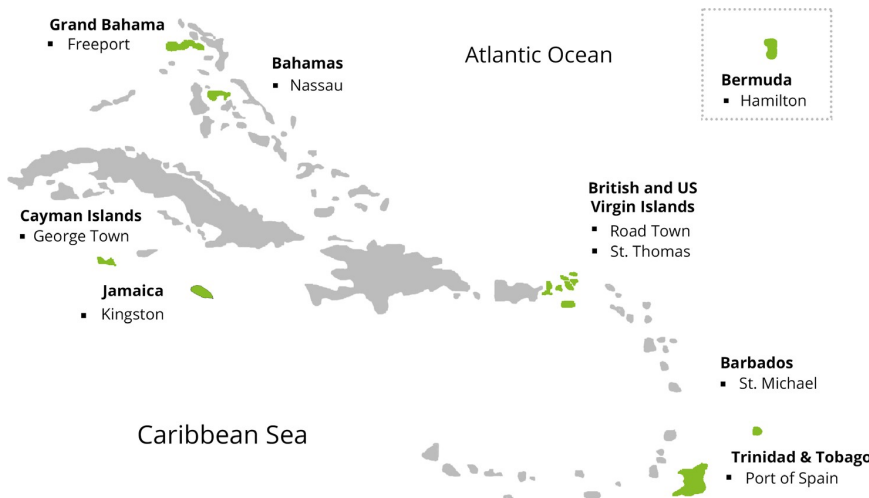 Grand Bahama
▪ Freeport
Atlantic Ocean
Bahamas
▪ Nassau
Bermuda
▪ Hamilton
British and US
Virgin Islands
▪ Road Town
▪ St. Thomas
Cayman Islands
▪ George Town
Jamaica
▪ Kingston
Barbados
▪ St. Michael
Caribbean Sea
Trinidad & Tobago
▪ Port of Spain